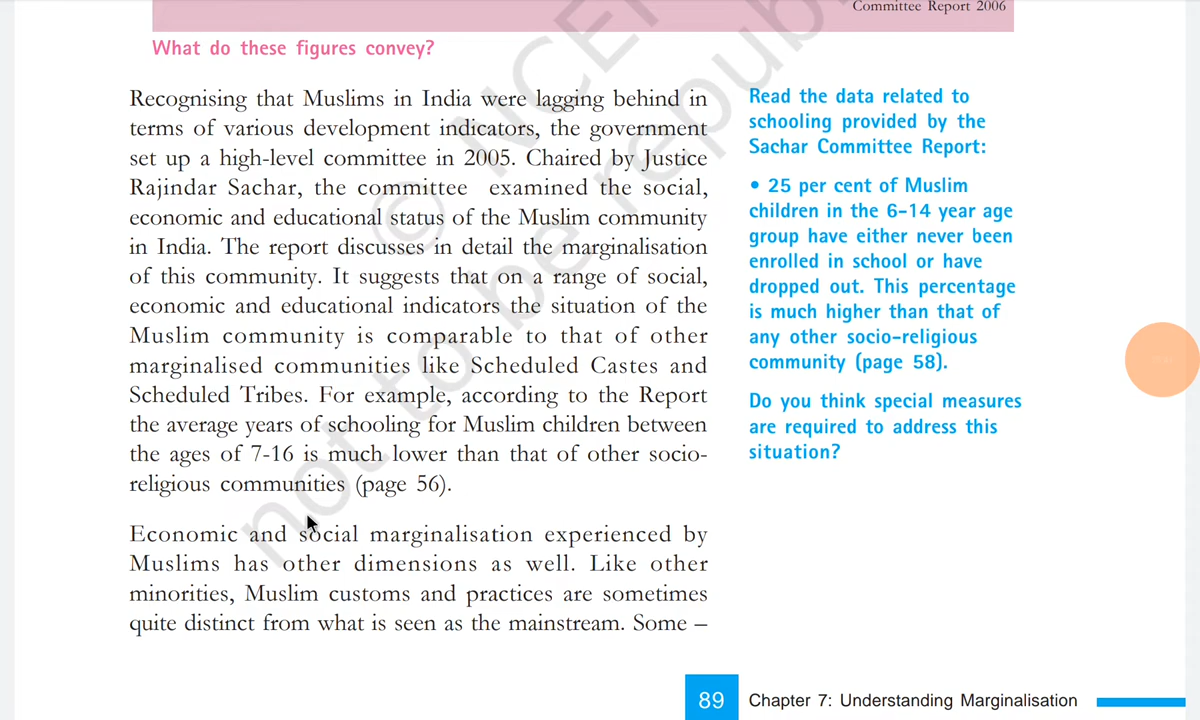 Committee Report 2006
What do these figures convey?
Recognising that Muslims in India were lagging behind in
terms of various development indicators, the government
set up a high-level committee in 2005. Chaired by Justice
Rajindar Sachar, the committee examined the social,
economic and educational status of the Muslim community
in India. The report discusses in detail the marginalisation
of this community. It suggests that on a range of social,
economic and educational indicators the situation of the
Muslim community is comparable to that of other
marginalised communities like Scheduled Castes and
Scheduled Tribes. For example, according to the Report
the average years of schooling for Muslim children between
the ages of 7-16 is much lower than that of other socio-
religious communities (page 56).
Economic and social marginalisation experienced by
Muslims has other dimensions as well. Like other
minorities, Muslim customs and practices are sometimes
quite distinct from what is seen as the mainstream. Some –
Read the data related to
schooling provided by the
Sachar Committee Report:
• 25 per cent of Muslim
children in the 6-14 year age
group have either never been
enrolled in school or have
dropped out. This percentage
is much higher than that of
any other socio-religious
community (page 58).
Do you think special measures
are required to address this
situation?
© NCE
not to be repub
89 Chapter 7: Understanding Marginalisation